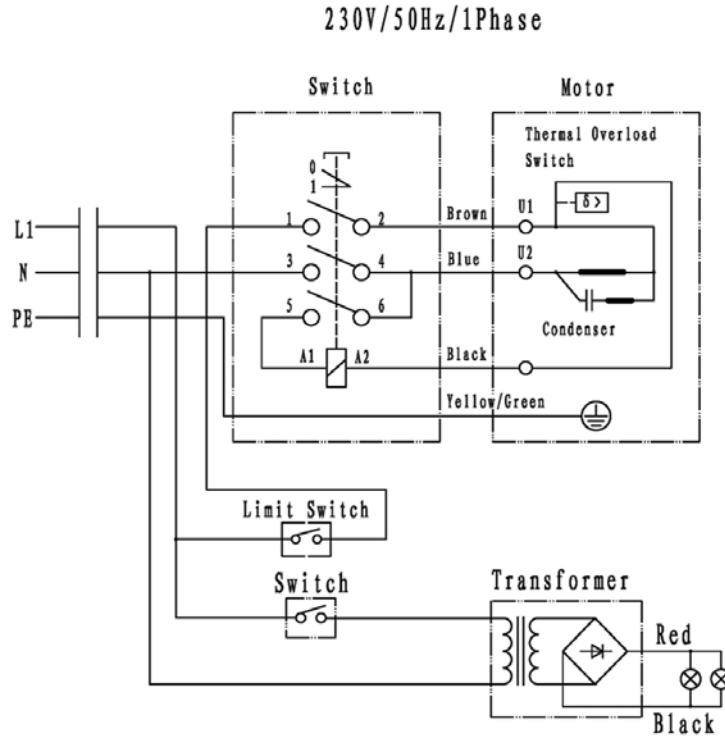 230V/50Hz/1Phase
Switch
Motor
Thermal Overload
Switch
0
1
δ >
L1
1
2
Brown
U1
N
3
4
Blue
U2
PE
5
6
Condenser
A1
A2
Black
Yellow/Green
Limit Switch
Switch
Transformer
Red
Black